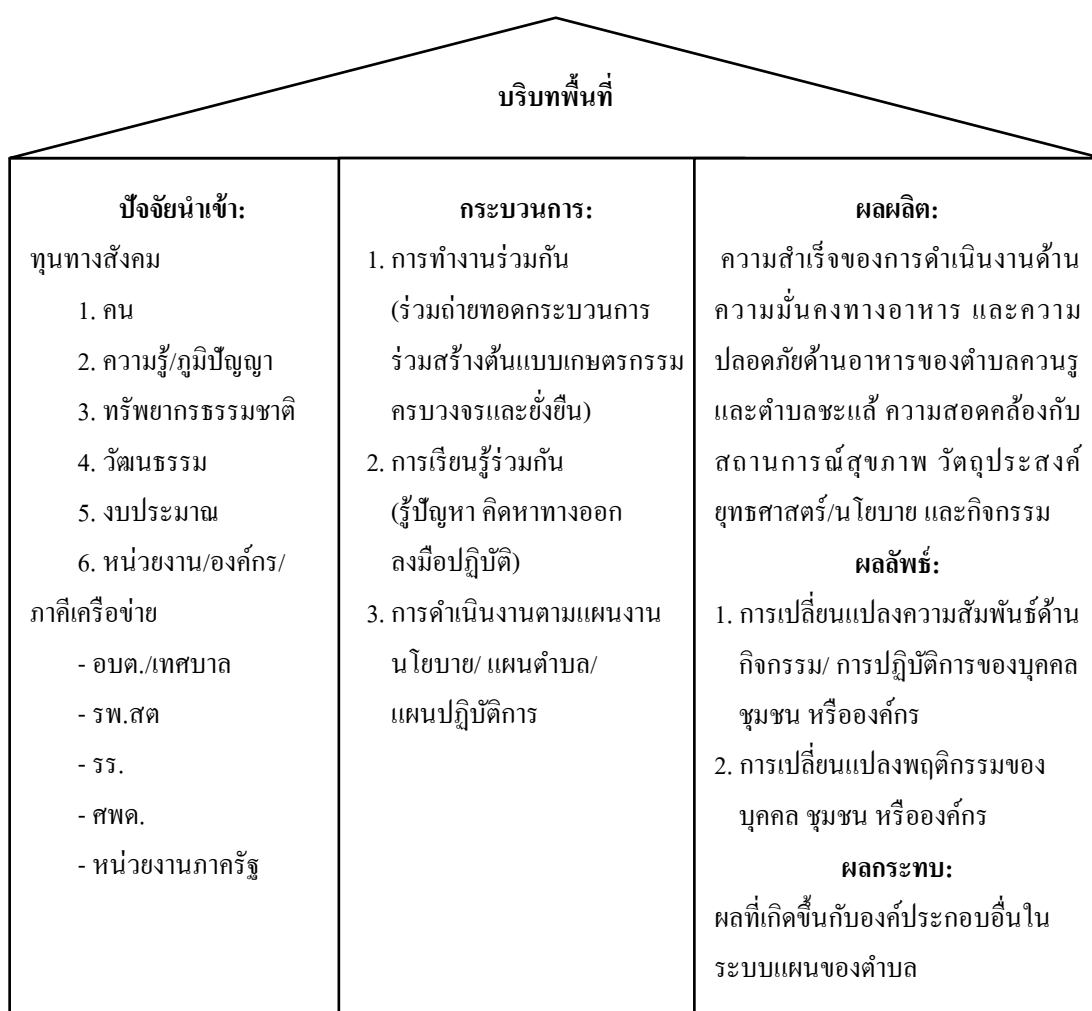 บริบทพื้นที่
ปัจจัยนำเข้า:
ทุนทางสังคม
1. คน
2. ความรู้/ภูมิปัญญา
3. ทรัพยากรธรรมชาติ
4. วัฒนธรรม
5. งบประมาณ
6. หน่วยงาน/องค์กร/
ภาคีเครือข่าย
- อบต./เทศบาล
- รพ.สต
- รร.
- ศพด.
- หน่วยงานภาครัฐ
กระบวนการ:
1. การทำงานร่วมกัน
(ร่วมถ่ายทอดกระบวนการ
ร่วมสร้างต้นแบบเกษตรกรรม
ครบวงจรและยั่งยืน)
2. การเรียนรู้ร่วมกัน
(รู้ปัญหา คิดหาทางออก
ลงมือปฏิบัติ)
3. การดำเนินงานตามแผนงาน
นโยบาย/ แผนตำบล/
แผนปฏิบัติการ
ผลผลิต:
ความสำเร็จของการดำเนินงานด้าน
ความมั่นคงทางอาหาร และความ
ปลอดภัยด้านอาหารของตำบลควนรู
และตำบลชะแล้ ความสอดคล้องกับ
สถานการณ์สุขภาพ วัตถุประสงค์
ยุทธศาสตร์/นโยบาย และกิจกรรม
ผลลัพธ์:
1. การเปลี่ยนแปลงความสัมพันธ์ด้าน
กิจกรรม/ การปฏิบัติการของบุคคล
ชุมชน หรือองค์กร
2. การเปลี่ยนแปลงพฤติกรรมของ
บุคคล ชุมชน หรือองค์กร
ผลกระทบ:
ผลที่เกิดขึ้นกับองค์ประกอบอื่นใน
ระบบแผนของตำบล